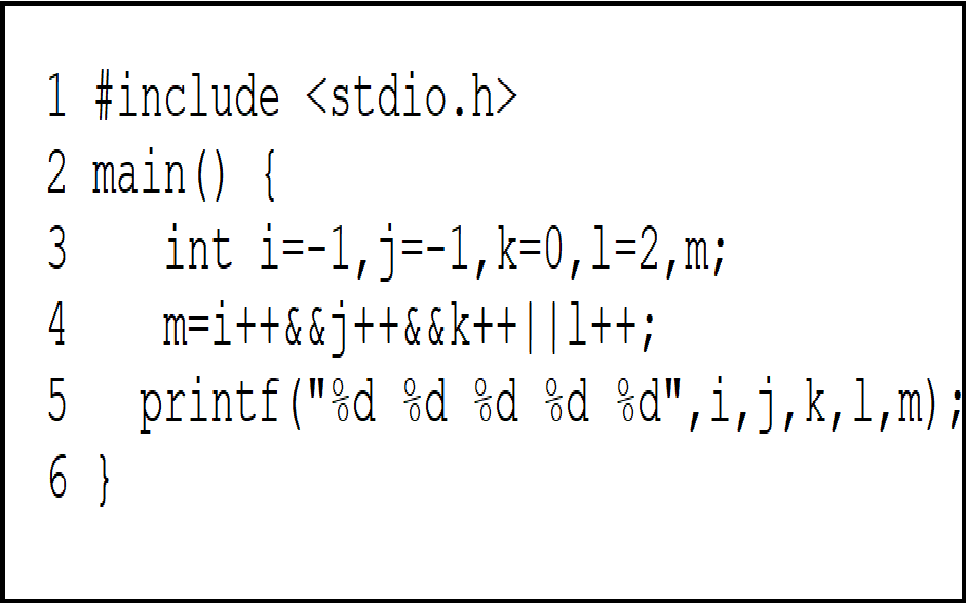 1 #include <stdio.h>
2 main() {
3    int i=-1,j=-1,k=0,l=2,m;
4    m=i++&&j++&&k++||l++;
5   printf("%d %d %d %d %d",i,j,k,l,m);
6 }